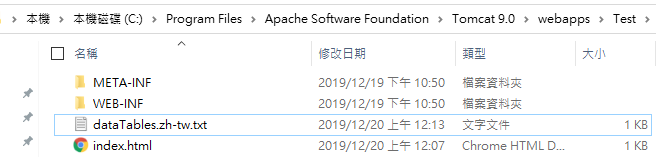 本機 › 本機磁碟 (C:) › Program Files › Apache Software Foundation › Tomcat 9.0 › webapps › Test ›
名稱 修改日期 類型 大小
META-INF 2019/12/19 下午 10:50 檔案資料夾
WEB-INF 2019/12/19 下午 10:50 檔案資料夾
dataTables.zh-tw.txt 2019/12/20 上午 12:13 文字文件 1 KB
index.html 2019/12/20 上午 12:07 Chrome HTML D... 1 KB